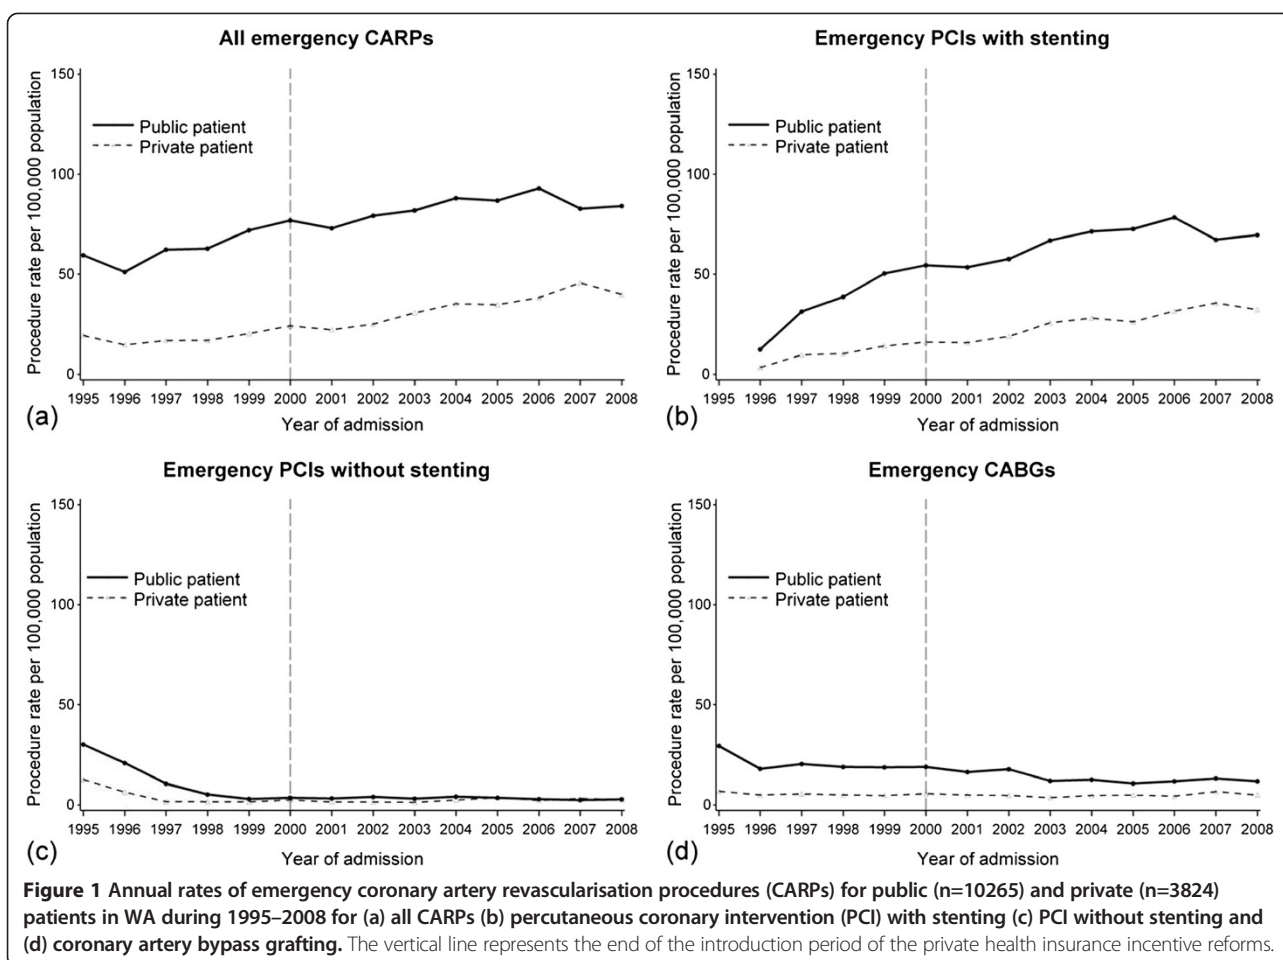 All emergency CARPs
Procedure rate per 100,000 population
150
100
50
0
Public patient
Private patient
1995 1996 1997 1998 1999 2000 2001 2002 2003 2004 2005 2006 2007 2008
(a)
Year of admission
Emergency PCIs with stenting
Procedure rate per 100,000 population
150
100
50
0
Public patient
Private patient
1995 1996 1997 1998 1999 2000 2001 2002 2003 2004 2005 2006 2007 2008
(b)
Year of admission
Emergency PCIs without stenting
Procedure rate per 100,000 population
150
100
50
0
Public patient
Private patient
1995 1996 1997 1998 1999 2000 2001 2002 2003 2004 2005 2006 2007 2008
(c)
Year of admission
Emergency CABGs
Procedure rate per 100,000 population
150
100
50
0
Public patient
Private patient
1995 1996 1997 1998 1999 2000 2001 2002 2003 2004 2005 2006 2007 2008
(d)
Year of admission
Figure 1 Annual rates of emergency coronary artery revascularisation procedures (CARPs) for public (n=10265) and private (n=3824)
patients in WA during 1995–2008 for (a) all CARPs (b) percutaneous coronary intervention (PCI) with stenting (c) PCI without stenting and
(d) coronary artery bypass grafting. The vertical line represents the end of the introduction period of the private health insurance incentive reforms.